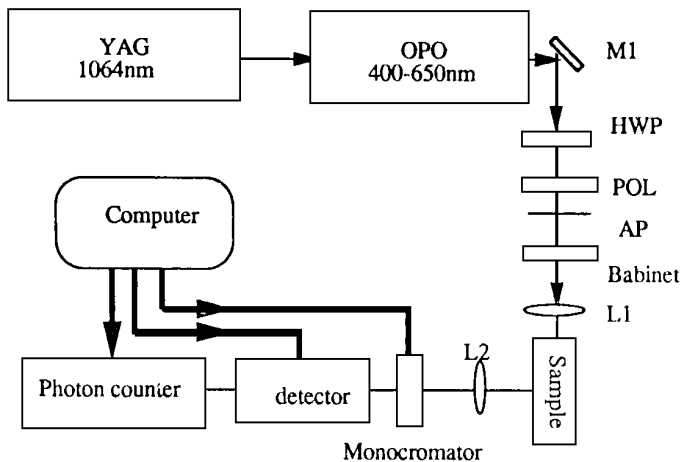 YAG
1064nm
OPO
400-650nm
M1
HWP
POL
AP
Babinet
L1
Computer
L2
Sample
Photon counter
detector
Monocromator